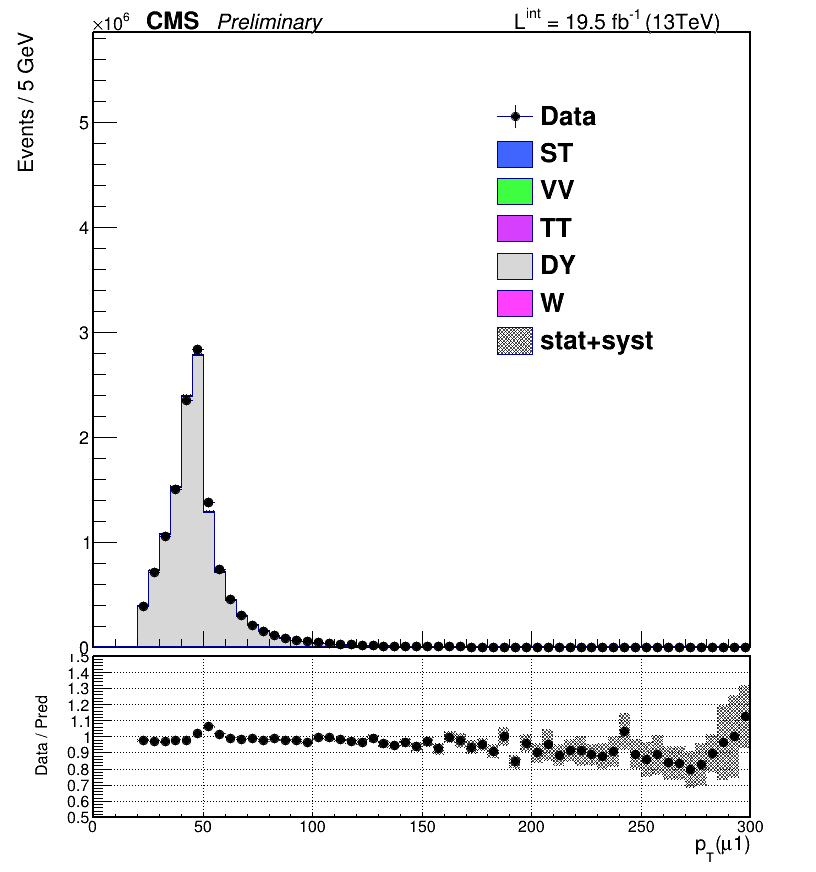 ×10⁶ CMS Preliminary L^int = 19.5 fb⁻¹ (13TeV)
Events / 5 GeV
5
4
3
2
1
0
Data
ST
VV
TT
DY
W
stat+syst
Data / Pred
1.5
1.4
1.3
1.2
1.1
1
0.9
0.8
0.7
0.6
0.5
0 50 100 150 200 250 300
p_T(μ1)